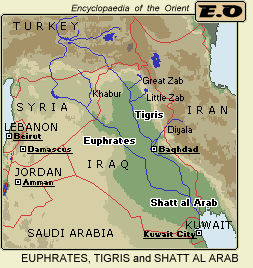 Encyclopaedia of the Orient E.O
TURKEY
Great Zab
Khabur
Little Zab
SYRIA
Tigris
IRAN
LEBANON
Diyala
Beirut
Euphrates
Damascus
Baghdad
IRAQ
JORDAN
Amman
Shatt al Arab
KUWAIT
SAUDI ARABIA
Kuwait City
EUPHRATES, TIGRIS and SHATT AL ARAB